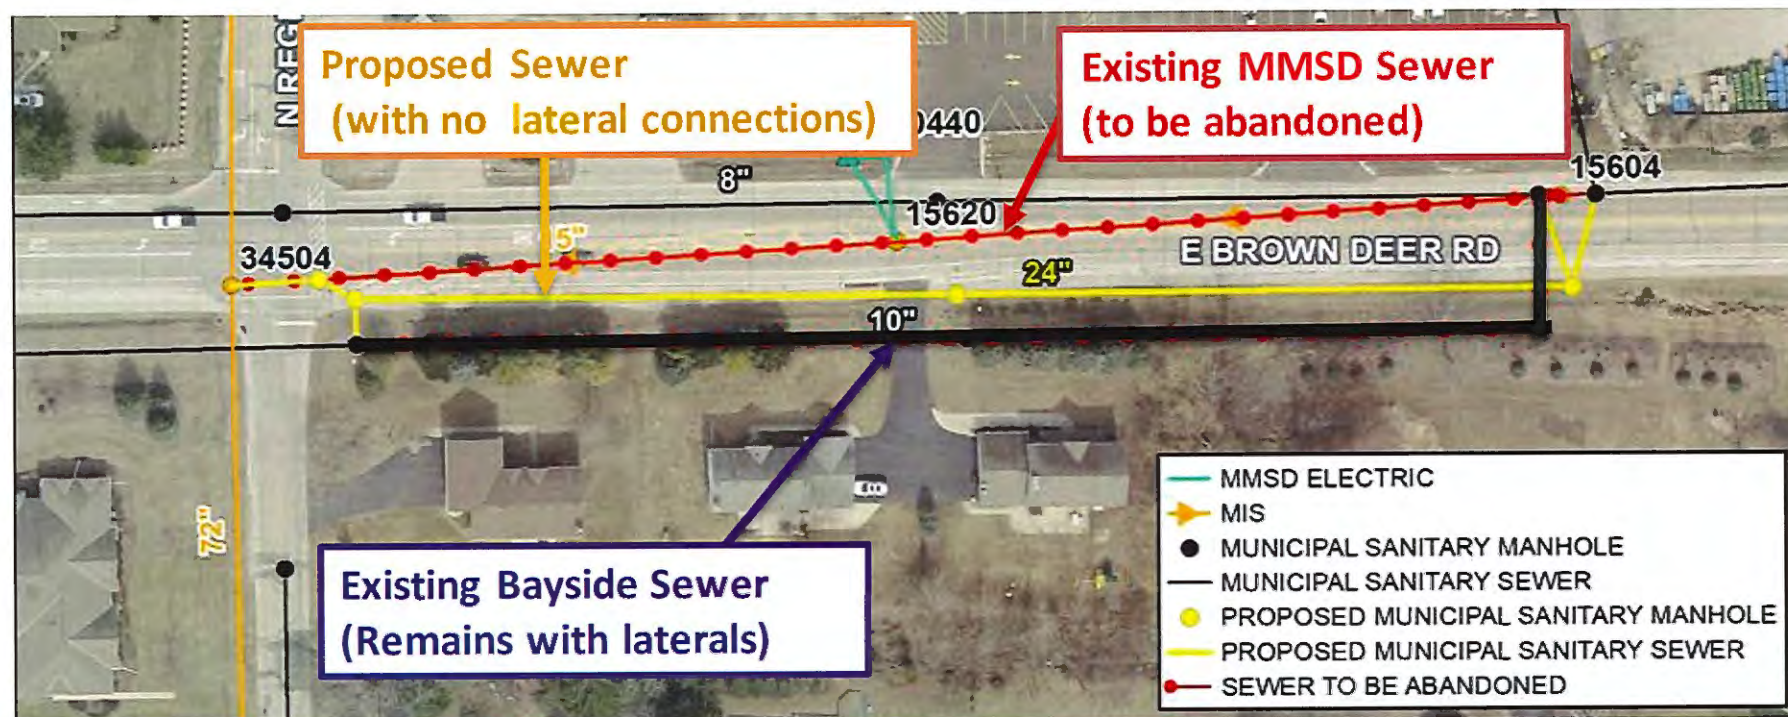 N REG
Proposed Sewer
(with no lateral connections)
0440
Existing MMSD Sewer
(to be abandoned)
15604
8"
15620
E BROWN DEER RD
34504
5"
24"
10"
72"
Existing Bayside Sewer
(Remains with laterals)
MMSD ELECTRIC
MIS
MUNICIPAL SANITARY MANHOLE
MUNICIPAL SANITARY SEWER
PROPOSED MUNICIPAL SANITARY MANHOLE
PROPOSED MUNICIPAL SANITARY SEWER
SEWER TO BE ABANDONED